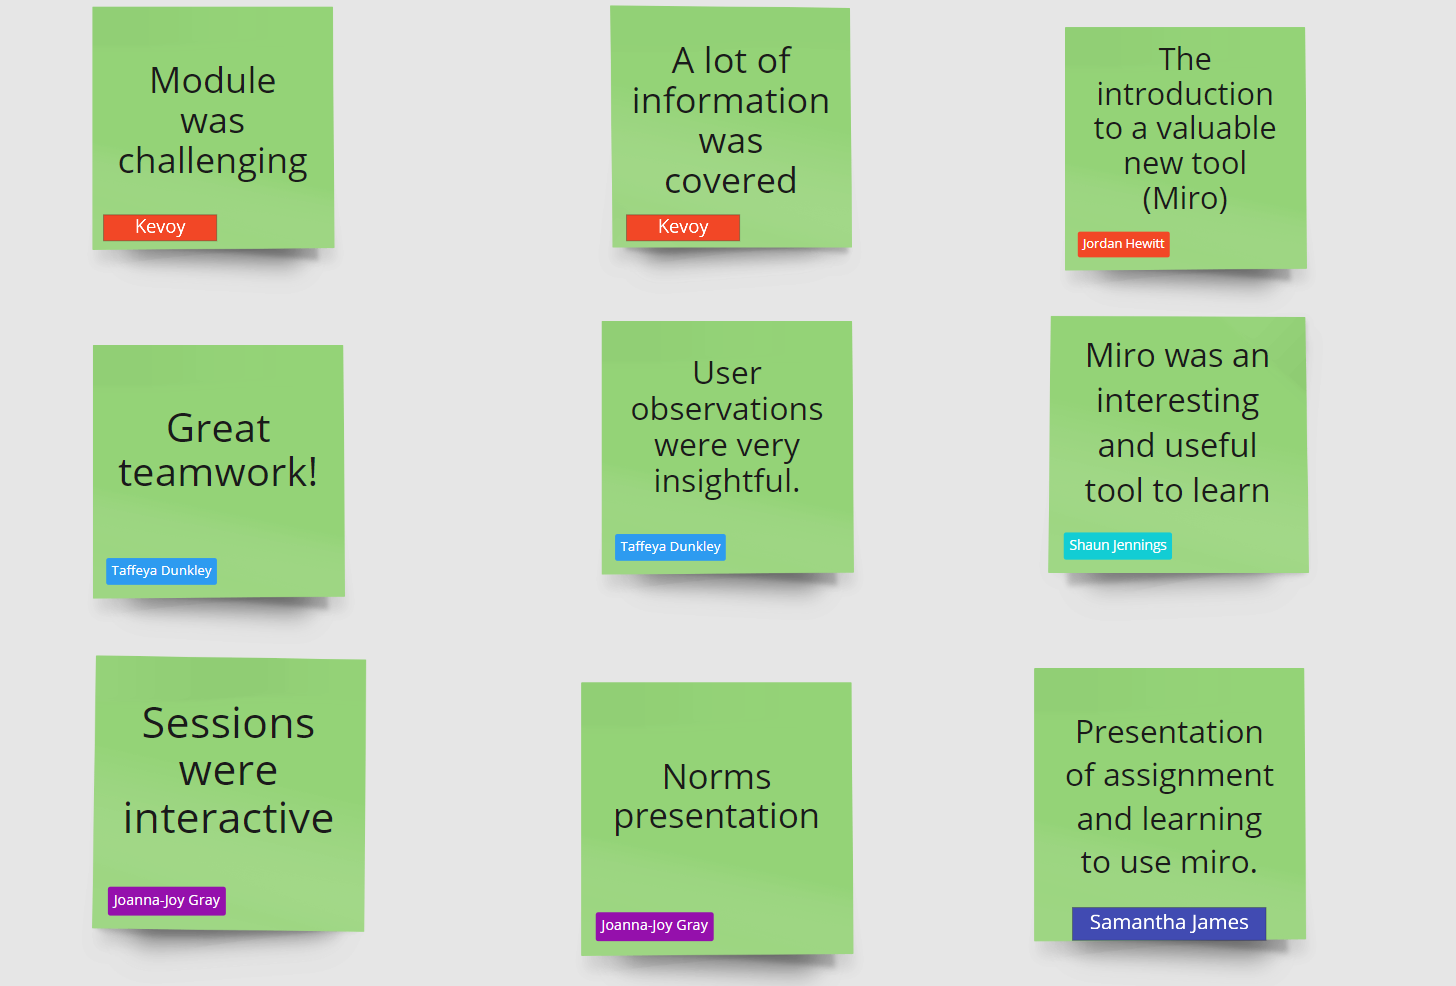 Module
was
challenging
Kevoy
A lot of
information
was
covered
Kevoy
The
introduction
to a valuable
new tool
(Miro)
Jordan Hewitt
Great
teamwork!
Taffeya Dunkley
User
observations
were very
insightful.
Taffeya Dunkley
Miro was an
interesting
and useful
tool to learn
Shaun Jennings
Sessions
were
interactive
Joanna-Joy Gray
Norms
presentation
Joanna-Joy Gray
Presentation
of assignment
and learning
to use miro.
Samantha James